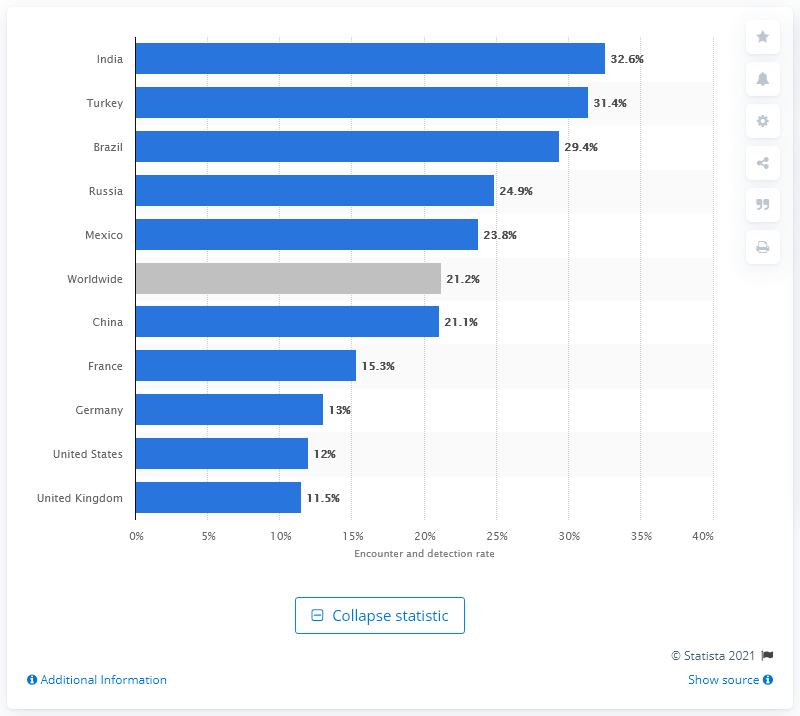 India 32.6%
Turkey 31.4%
Brazil 29.4%
Russia 24.9%
Mexico 23.8%
Worldwide 21.2%
China 21.1%
France 15.3%
Germany 13%
United States 12%
United Kingdom 11.5%
0% 5% 10% 15% 20% 25% 30% 35% 40%
Encounter and detection rate
Collapse statistic
© Statista 2021
Additional Information Show source